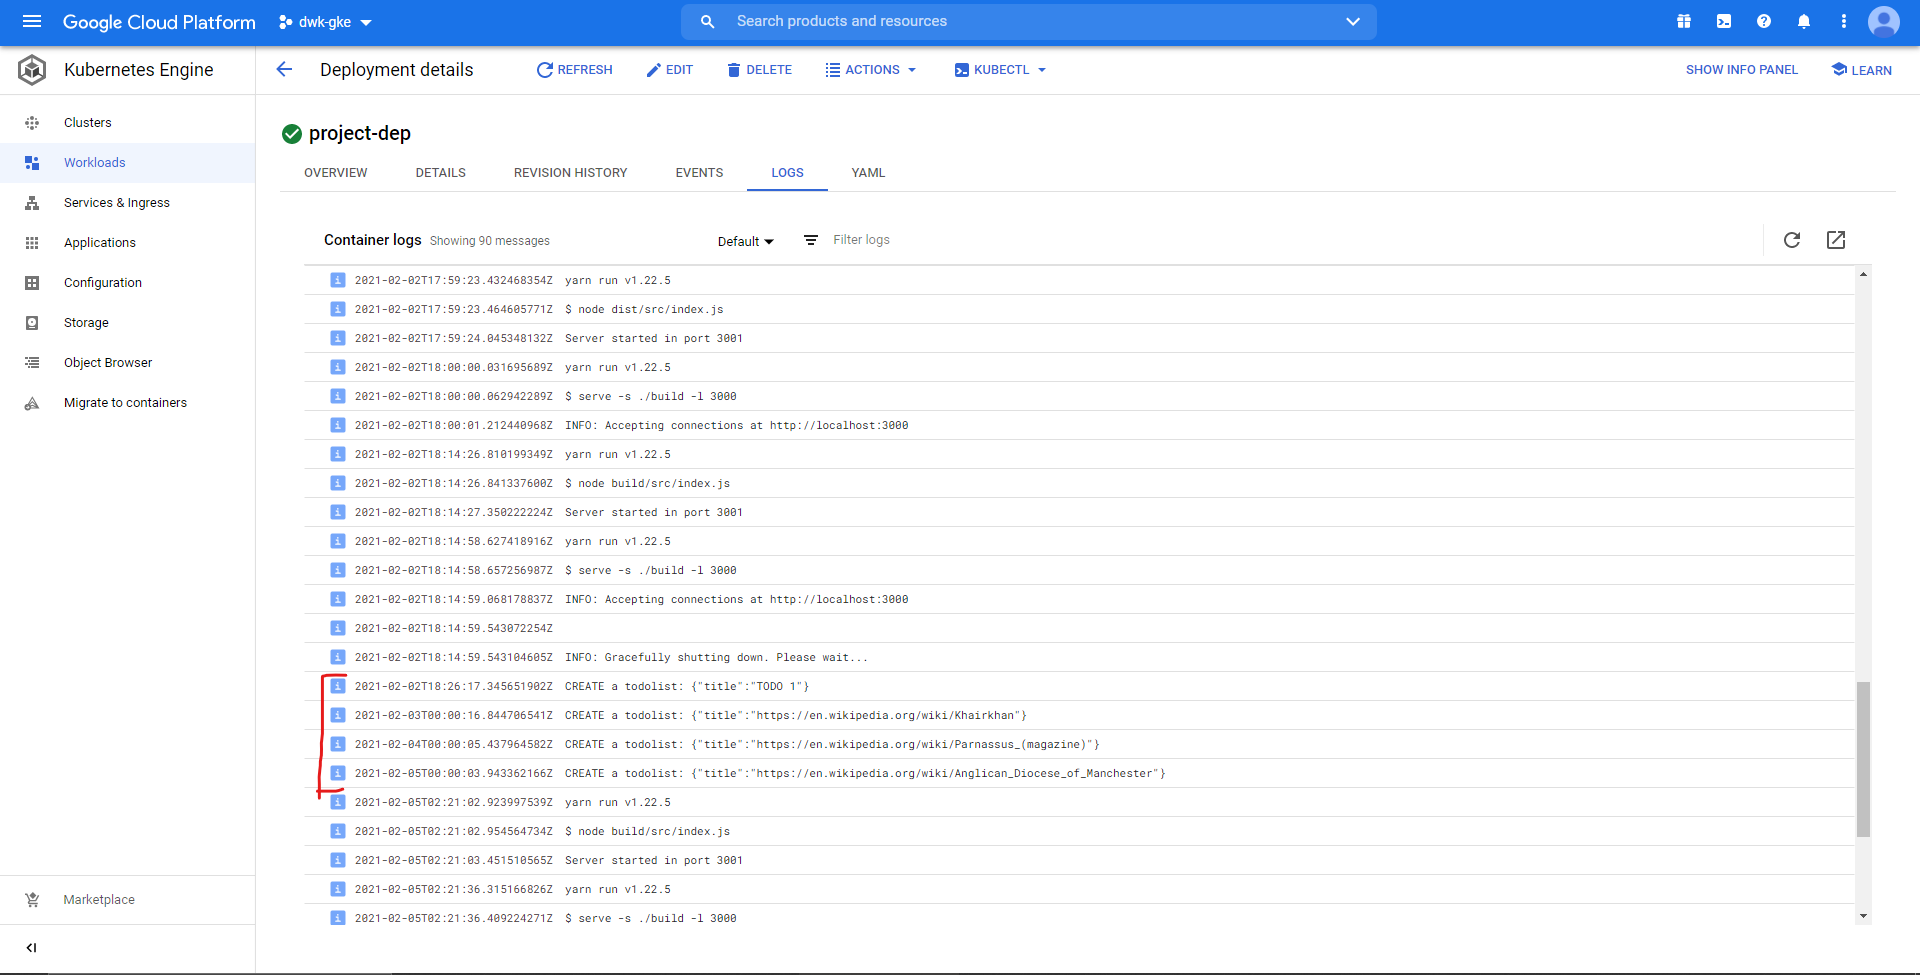 Google Cloud Platform dwk-gke Search products and resources
Kubernetes Engine Deployment details REFRESH EDIT DELETE ACTIONS KUBECTL SHOW INFO PANEL LEARN
Clusters
Workloads
Services & Ingress
Applications
Configuration
Storage
Object Browser
Migrate to containers
Marketplace
project-dep
OVERVIEW DETAILS REVISION HISTORY EVENTS LOGS YAML
Container logs Showing 90 messages Default Filter logs
2021-02-02T17:59:23.432468354Z yarn run v1.22.5
2021-02-02T17:59:23.464605771Z $ node dist/src/index.js
2021-02-02T17:59:24.045348132Z Server started in port 3001
2021-02-02T18:00:00.031695689Z yarn run v1.22.5
2021-02-02T18:00:00.062942289Z $ serve -s ./build -l 3000
2021-02-02T18:00:01.212440968Z INFO: Accepting connections at http://localhost:3000
2021-02-02T18:14:26.810199349Z yarn run v1.22.5
2021-02-02T18:14:26.841337600Z $ node build/src/index.js
2021-02-02T18:14:27.350222224Z Server started in port 3001
2021-02-02T18:14:58.627418916Z yarn run v1.22.5
2021-02-02T18:14:58.657256987Z $ serve -s ./build -l 3000
2021-02-02T18:14:59.068178837Z INFO: Accepting connections at http://localhost:3000
2021-02-02T18:14:59.543072254Z
2021-02-02T18:14:59.543104605Z INFO: Gracefully shutting down. Please wait...
2021-02-02T18:26:17.345651902Z CREATE a todolist: {"title":"TODO 1"}
2021-02-03T00:00:16.844706541Z CREATE a todolist: {"title":"https://en.wikipedia.org/wiki/Khairkhan"}
2021-02-04T00:00:05.437964582Z CREATE a todolist: {"title":"https://en.wikipedia.org/wiki/Parnassus_(magazine)"}
2021-02-05T00:00:03.943362166Z CREATE a todolist: {"title":"https://en.wikipedia.org/wiki/Anglican_Diocese_of_Manchester"}
2021-02-05T02:21:02.923997539Z yarn run v1.22.5
2021-02-05T02:21:02.954564734Z $ node build/src/index.js
2021-02-05T02:21:03.451510565Z Server started in port 3001
2021-02-05T02:21:36.315166826Z yarn run v1.22.5
2021-02-05T02:21:36.409224271Z $ serve -s ./build -l 3000